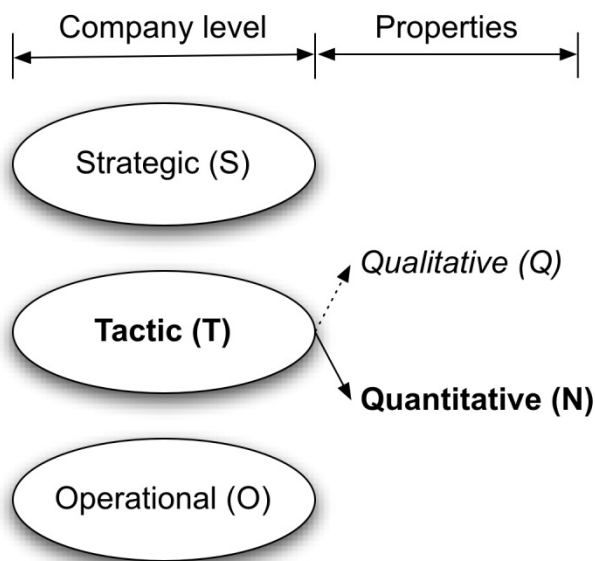 Company level
Properties
Strategic (S)
Qualitative (Q)
Tactic (T)
Quantitative (N)
Operational (O)